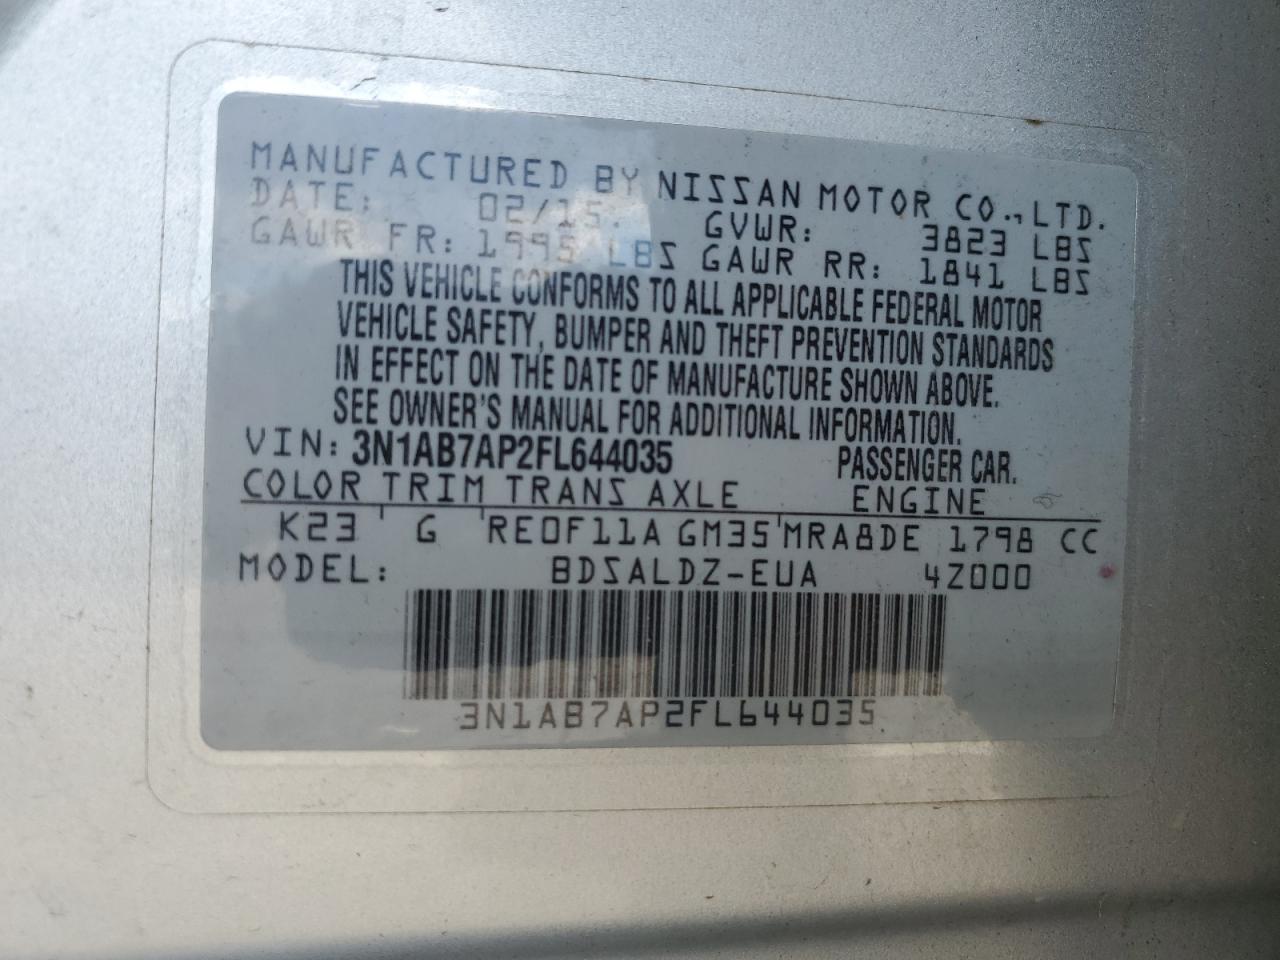 MANUFACTURED BY NISSAN MOTOR CO., LTD.
DATE: 02/15. GVWR: 3823 LBS
GAWR FR: 1995 LBS GAWR RR: 1841 LBS
THIS VEHICLE CONFORMS TO ALL APPLICABLE FEDERAL MOTOR
VEHICLE SAFETY, BUMPER AND THEFT PREVENTION STANDARDS
IN EFFECT ON THE DATE OF MANUFACTURE SHOWN ABOVE.
SEE OWNER'S MANUAL FOR ADDITIONAL INFORMATION.
VIN: 3N1AB7AP2FL644035 PASSENGER CAR.
COLOR TRIM TRANS AXLE ENGINE
K23 G RE0F11A GM35 MRA8DE 1798 CC
MODEL: BDSALDZ-EUA 4Z000
3N1AB7AP2FL644035